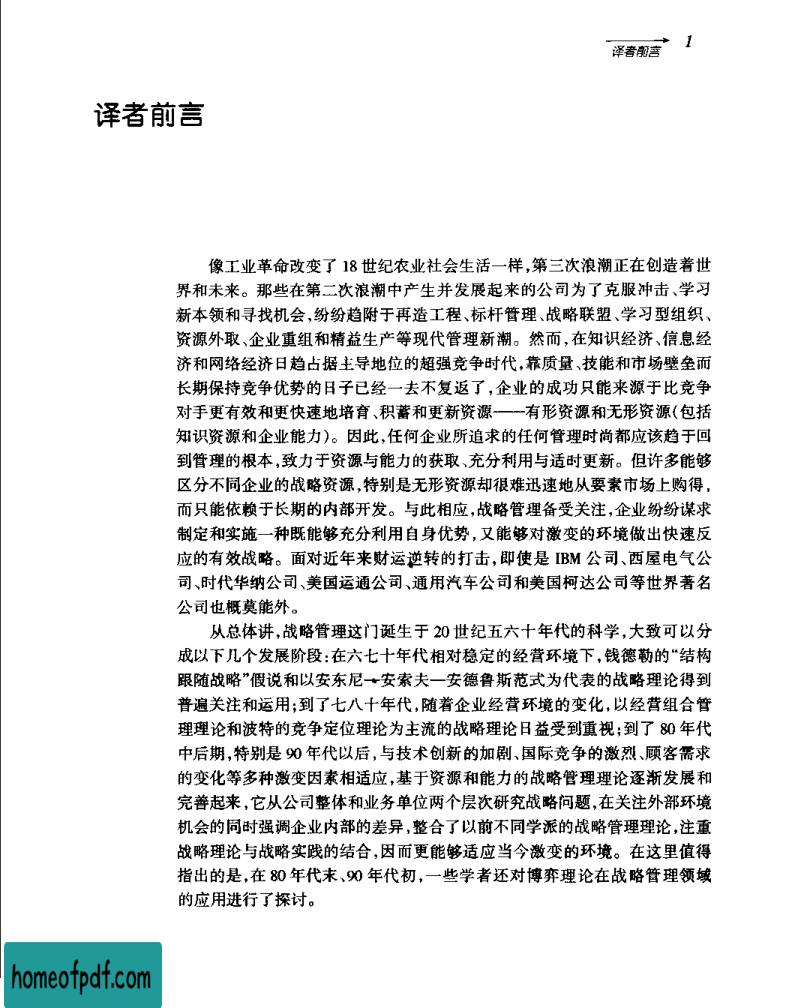 译者前言 1
译者前言
像工业革命改变了 18 世纪农业社会生活一样,第三次浪潮正在创造着世
界和未来。那些在第二次浪潮中产生并发展起来的公司为了克服冲击、学习
新本领和寻找机会,纷纷趋附于再造工程、标杆管理、战略联盟、学习型组织、
资源外取、企业重组和精益生产等现代管理新潮。然而,在知识经济、信息经
济和网络经济日趋占据主导地位的超强竞争时代,靠质量、技能和市场壁垒而
长期保持竞争优势的日子已经一去不复返了,企业的成功只能来源于比竞争
对手更有效和更快速地培育、积蓄和更新资源——有形资源和无形资源(包括
知识资源和企业能力)。因此,任何企业所追求的任何管理时尚都应该趋于回
到管理的根本,致力于资源与能力的获取、充分利用与适时更新。但许多能够
区分不同企业的战略资源,特别是无形资源却很难迅速地从要素市场上购得,
而只能依赖于长期的内部开发。与此相应,战略管理备受关注,企业纷纷谋求
制定和实施一种既能够充分利用自身优势,又能够对激变的环境做出快速反
应的有效战略。面对近年来财运逆转的打击,即使是 IBM 公司、西屋电气公
司、时代华纳公司、美国运通公司、通用汽车公司和美国柯达公司等世界著名
公司也概莫能外。
从总体讲,战略管理这门诞生于 20 世纪五六十年代的科学,大致可以分
成以下几个发展阶段:在六七十年代相对稳定的经营环境下,钱德勒的“结构
跟随战略”假说和以安东尼—安索夫—安德鲁斯范式为代表的战略理论得到
普遍关注和运用;到了七八十年代,随着企业经营环境的变化,以经营组合管
理理论和波特的竞争定位理论为主流的战略理论日益受到重视;到了 80 年代
中后期,特别是 90 年代以后,与技术创新的加剧、国际竞争的激烈、顾客需求
的变化等多种激变因素相适应,基于资源和能力的战略管理理论逐渐发展和
完善起来,它从公司整体和业务单位两个层次研究战略问题,在关注外部环境
机会的同时强调企业内部的差异,整合了以前不同学派的战略管理理论,注重
战略理论与战略实践的结合,因而更能够适应当今激变的环境。在这里值得
指出的是,在 80 年代末、90 年代初,一些学者还对博弈理论在战略管理领域
的应用进行了探讨。
homeofpdf.com